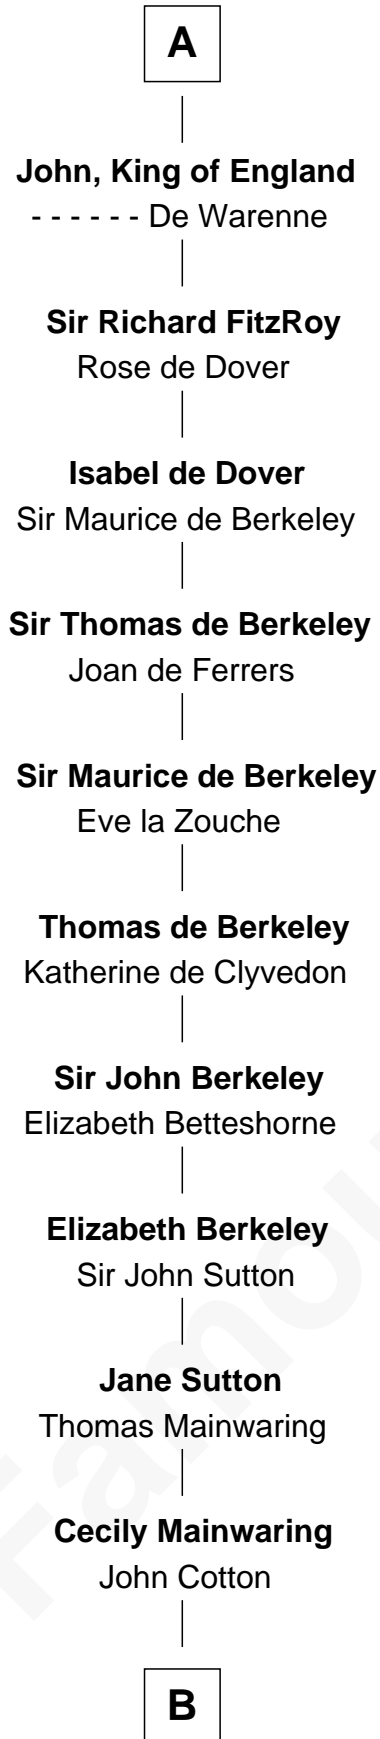 A
John, King of England
- - - - - - De Warenne
Sir Richard FitzRoy
Rose de Dover
Isabel de Dover
Sir Maurice de Berkeley
Sir Thomas de Berkeley
Joan de Ferrers
Sir Maurice de Berkeley
Eve la Zouche
Thomas de Berkeley
Katherine de Clyvedon
Sir John Berkeley
Elizabeth Betteshorne
Elizabeth Berkeley
Sir John Sutton
Jane Sutton
Thomas Mainwaring
Cecily Mainwaring
John Cotton
B
Famou